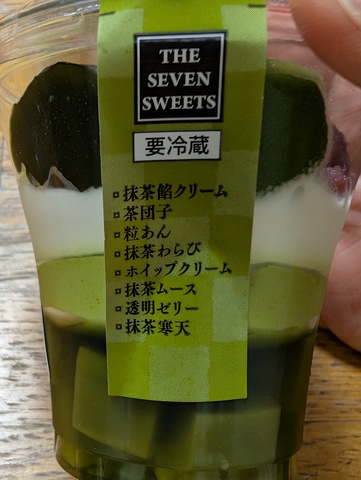 THE
SEVEN
SWEETS
要冷蔵
抹茶餡クリーム
茶団子
粒あん
抹茶わらび
ホイップクリーム
抹茶ムース
透明ゼリー
抹茶寒天